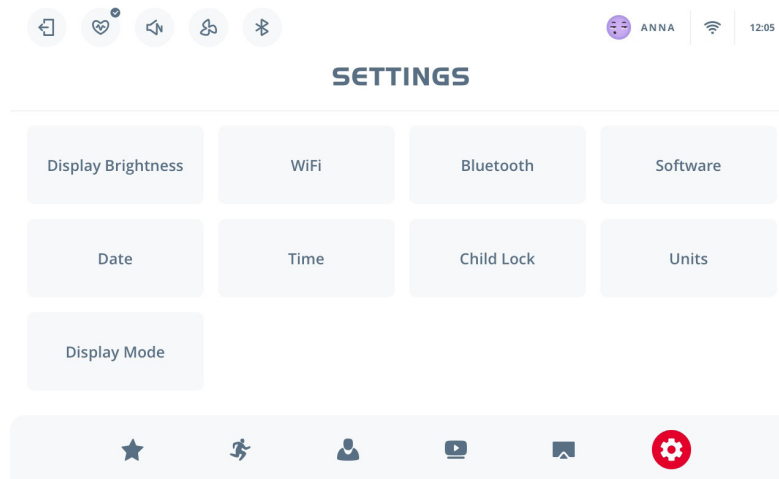 ANNA
12:05
SETTINGS
Display Brightness
WiFi
Bluetooth
Software
Date
Time
Child Lock
Units
Display Mode